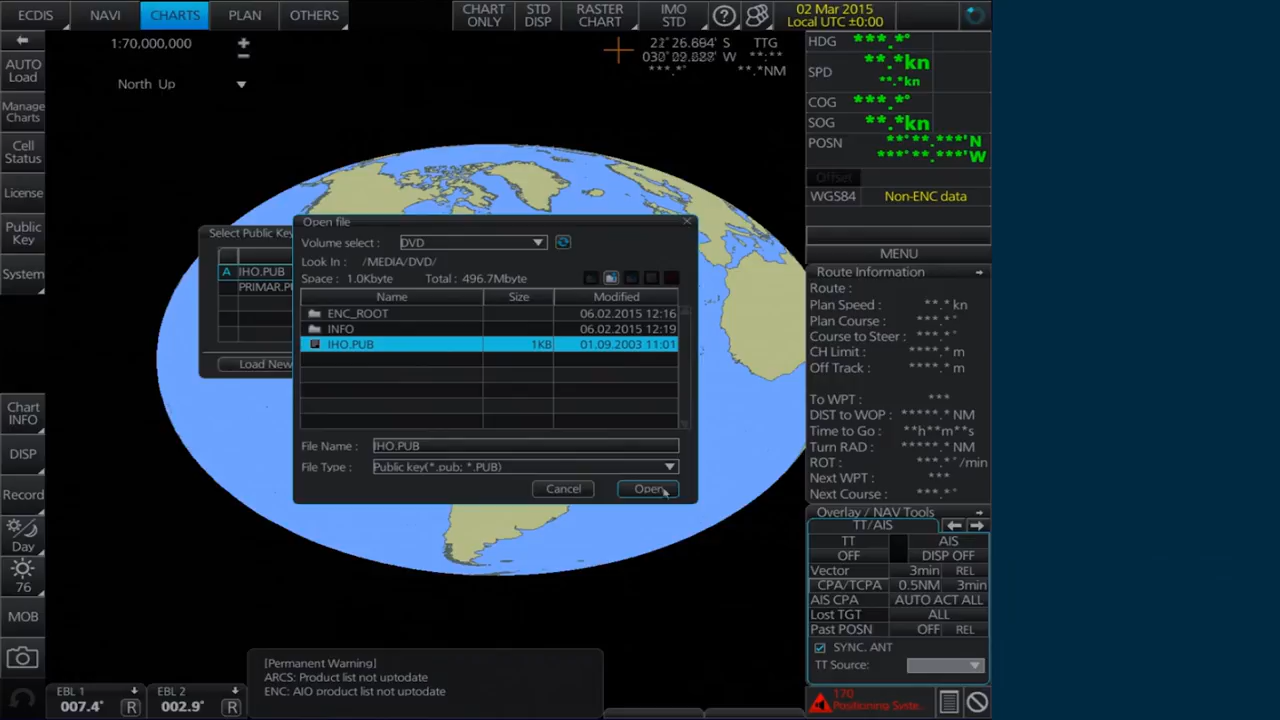 ECDIS NAVI CHARTS PLAN OTHERS
CHART ONLY
STD DISP
RASTER CHART
IMO STD
02 Mar 2015
Local UTC ±0:00
1:70,000,000
North Up
S TTG
W **:**
***.*° **.*NM
AUTO Load
Manage Charts
Cell Status
License
Public Key
System
Chart INFO
DISP
Record
Day
76
MOB
HDG ***.*°
SPD **.*kn
**.*kn
COG ***.*°
SOG **.*kn
POSN **°**.***'N
***°**.***'W
Offset
WGS84 Non-ENC data
MENU
Route Information
Route :
Plan Speed : **.* kn
Plan Course : ***.*°
Course to Steer : ***.*°
CH Limit : ****.* m
Off Track : ****.* m
To WPT : ***
DIST to WOP : *****.* NM
Time to Go : **h**m**s
Turn RAD : *****.* NM
ROT : ***.*°/min
Next WPT : ***
Next Course : ***.*°
Overlay / NAV Tools
TT/AIS
TT AIS
OFF DISP OFF
Vector 3min REL
CPA/TCPA 0.5NM 3min
AIS CPA AUTO ACT ALL
Lost TGT ALL
Past POSN OFF REL
SYNC. ANT
TT Source:
170
Positioning Syste...
Select Public Key
A IHO.PUB
PRIMAR.P
Load New
Open file
Volume select : DVD
Look In : /MEDIA/DVD/
Space : 1.0Kbyte Total : 496.7Mbyte
Name Size Modified
ENC_ROOT 06.02.2015 12:16
INFO 06.02.2015 12:19
IHO.PUB 1KB 01.09.2003 11:01
File Name : IHO.PUB
File Type : Public key(*.pub; *.PUB)
Cancel Open
[Permanent Warning]
ARCS: Product list not uptodate
ENC: AIO product list not uptodate
EBL 1 EBL 2
007.4° R 002.9° R